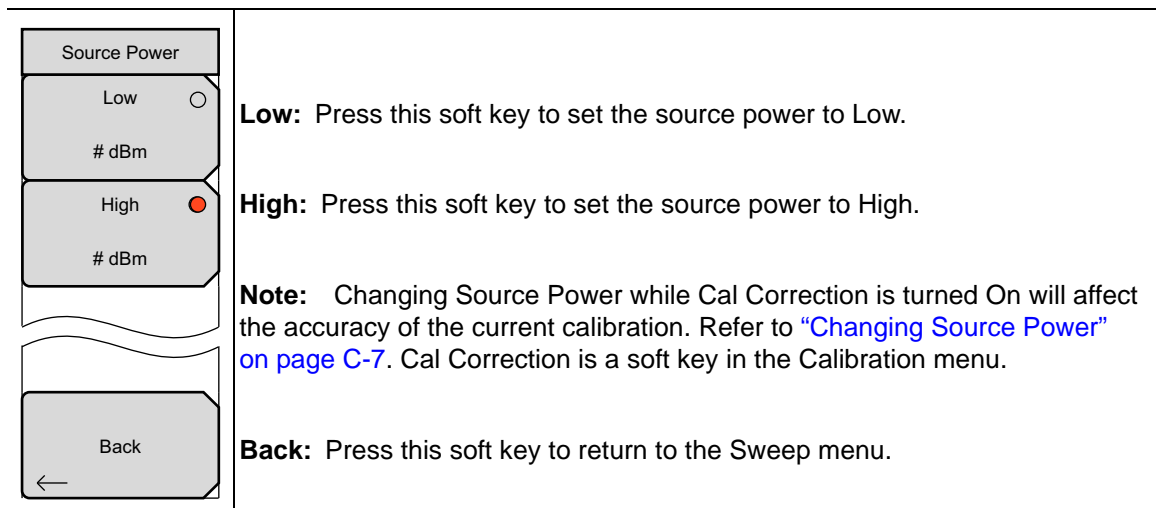 Source Power
Low
# dBm
High
# dBm
Back
Low: Press this soft key to set the source power to Low.
High: Press this soft key to set the source power to High.
Note: Changing Source Power while Cal Correction is turned On will affect
the accuracy of the current calibration. Refer to “Changing Source Power”
on page C-7. Cal Correction is a soft key in the Calibration menu.
Back: Press this soft key to return to the Sweep menu.